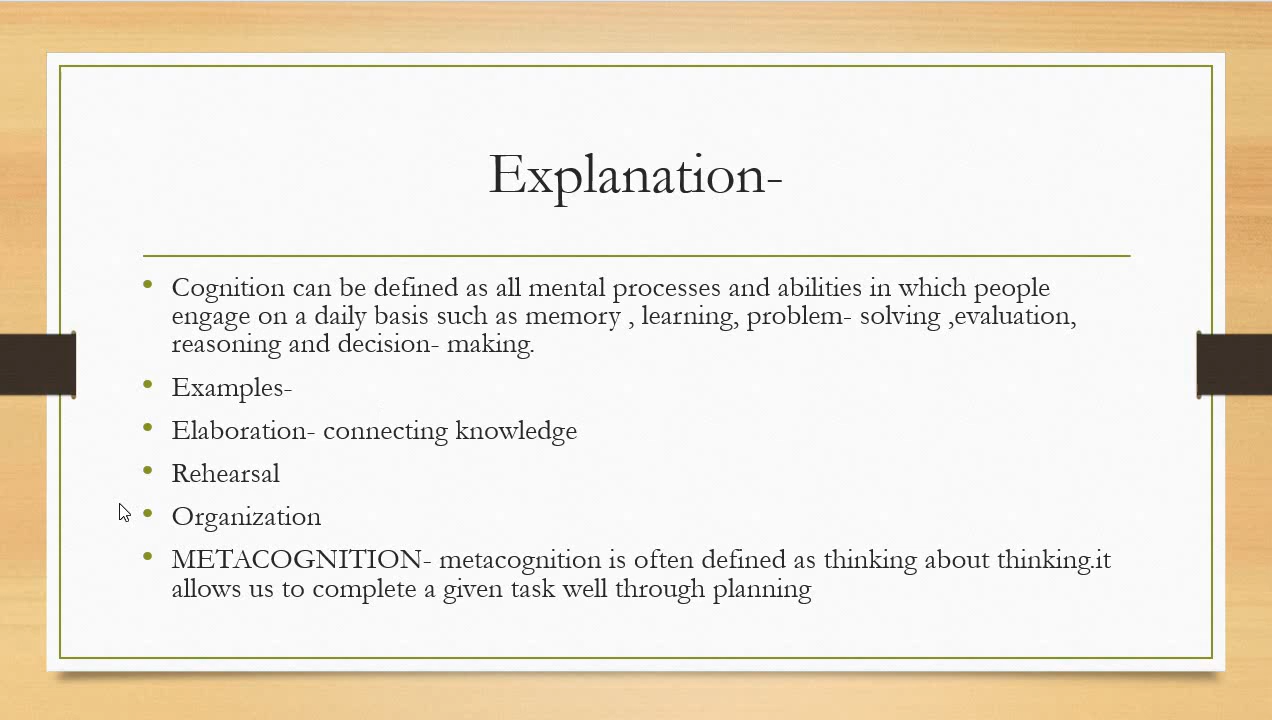 Explanation-
• Cognition can be defined as all mental processes and abilities in which people
engage on a daily basis such as memory , learning, problem- solving ,evaluation,
reasoning and decision- making.
• Examples-
• Elaboration- connecting knowledge
• Rehearsal
• Organization
• METACOGNITION- metacognition is often defined as thinking about thinking.it
allows us to complete a given task well through planning